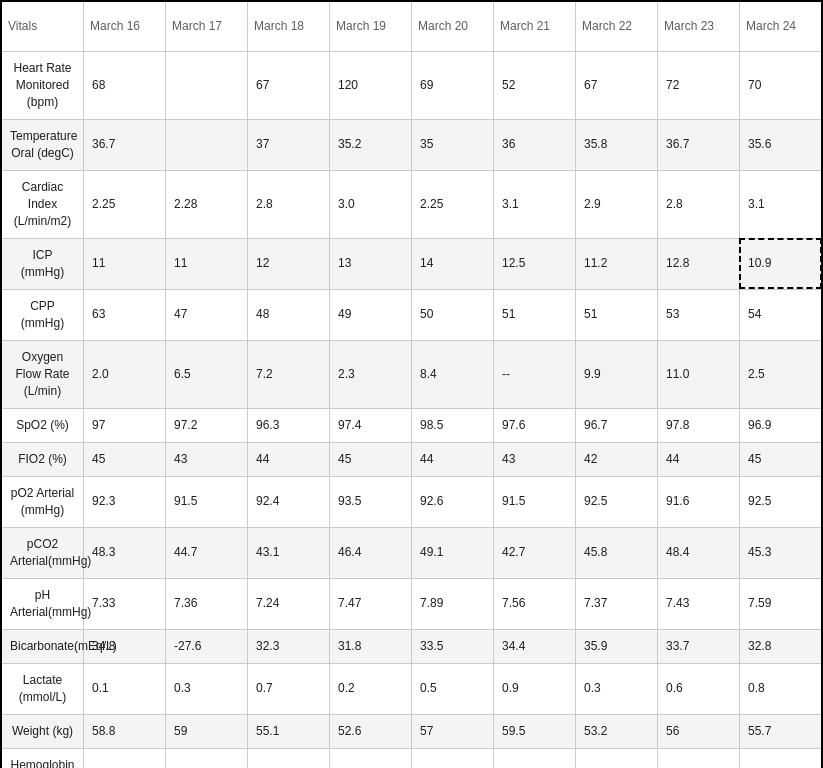 Vitals March 16 March 17 March 18 March 19 March 20 March 21 March 22 March 23 March 24
Heart Rate
Monitored
(bpm)
68 67 120 69 52 67 72 70
Temperature
Oral (degC)
36.7 37 35.2 35 36 35.8 36.7 35.6
Cardiac
Index
(L/min/m2)
2.25 2.28 2.8 3.0 2.25 3.1 2.9 2.8 3.1
ICP
(mmHg)
11 11 12 13 14 12.5 11.2 12.8 10.9
CPP
(mmHg)
63 47 48 49 50 51 51 53 54
Oxygen
Flow Rate
(L/min)
2.0 6.5 7.2 2.3 8.4 -- 9.9 11.0 2.5
SpO2 (%) 97 97.2 96.3 97.4 98.5 97.6 96.7 97.8 96.9
FIO2 (%) 45 43 44 45 44 43 42 44 45
pO2 Arterial
(mmHg)
92.3 91.5 92.4 93.5 92.6 91.5 92.5 91.6 92.5
pCO2
Arterial(mmHg)
48.3 44.7 43.1 46.4 49.1 42.7 45.8 48.4 45.3
pH
Arterial(mmHg)
7.33 7.36 7.24 7.47 7.89 7.56 7.37 7.43 7.59
Bicarbonate(mEq/L) -27.6 32.3 31.8 33.5 34.4 35.9 33.7 32.8
Lactate
(mmol/L)
0.1 0.3 0.7 0.2 0.5 0.9 0.3 0.6 0.8
Weight (kg) 58.8 59 55.1 52.6 57 59.5 53.2 56 55.7
Hemoglobin